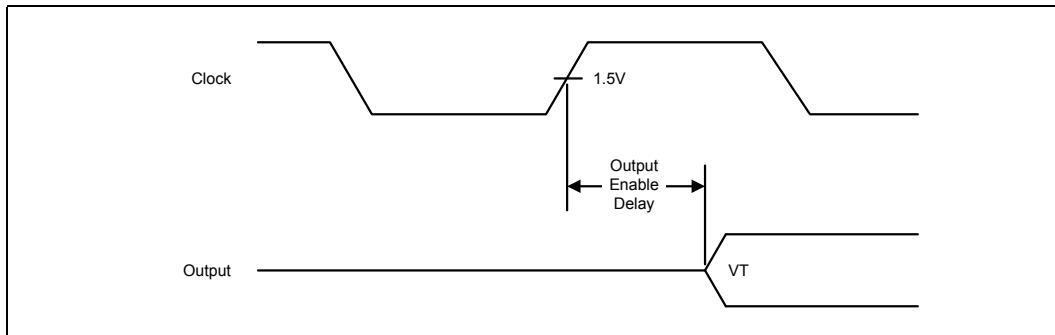 Clock
1.5V
Output
Enable
Delay
Output
VT